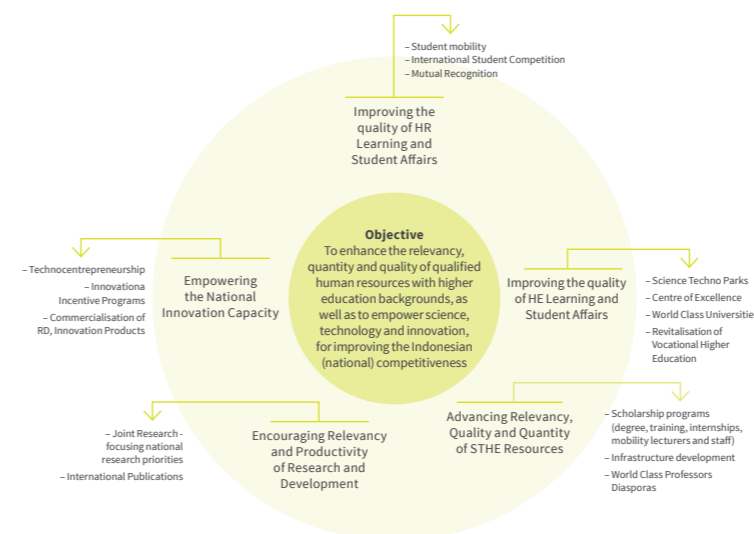 – Student mobility
– International Student Competition
– Mutual Recognition
Improving the
quality of HR
Learning and
Student Affairs
Objective
To enhance the relevancy,
quantity and quality of qualified
human resources with higher
education backgrounds, as
well as to empower science,
technology and innovation,
for improving the Indonesian
(national) competitiveness
– Technocentrepreneurship
– Innovationa
Incentive Programs
– Commercialisation of
RD, Innovation Products
Empowering
the National
Innovation Capacity
Improving the quality
of HE Learning and
Student Affairs
– Science Techno Parks
– Centre of Excellence
– World Class Universitie
– Revitalisation of
Vocational Higher
Education
– Joint Research -
focusing national
research priorities
– International Publications
Encouraging Relevancy
and Productivity
of Research and
Development
Advancing Relevancy,
Quality and Quantity
of STHE Resources
– Scholarship programs
(degree, training, internships,
mobility lecturers and staff)
– Infrastructure development
– World Class Professors
Diasporas